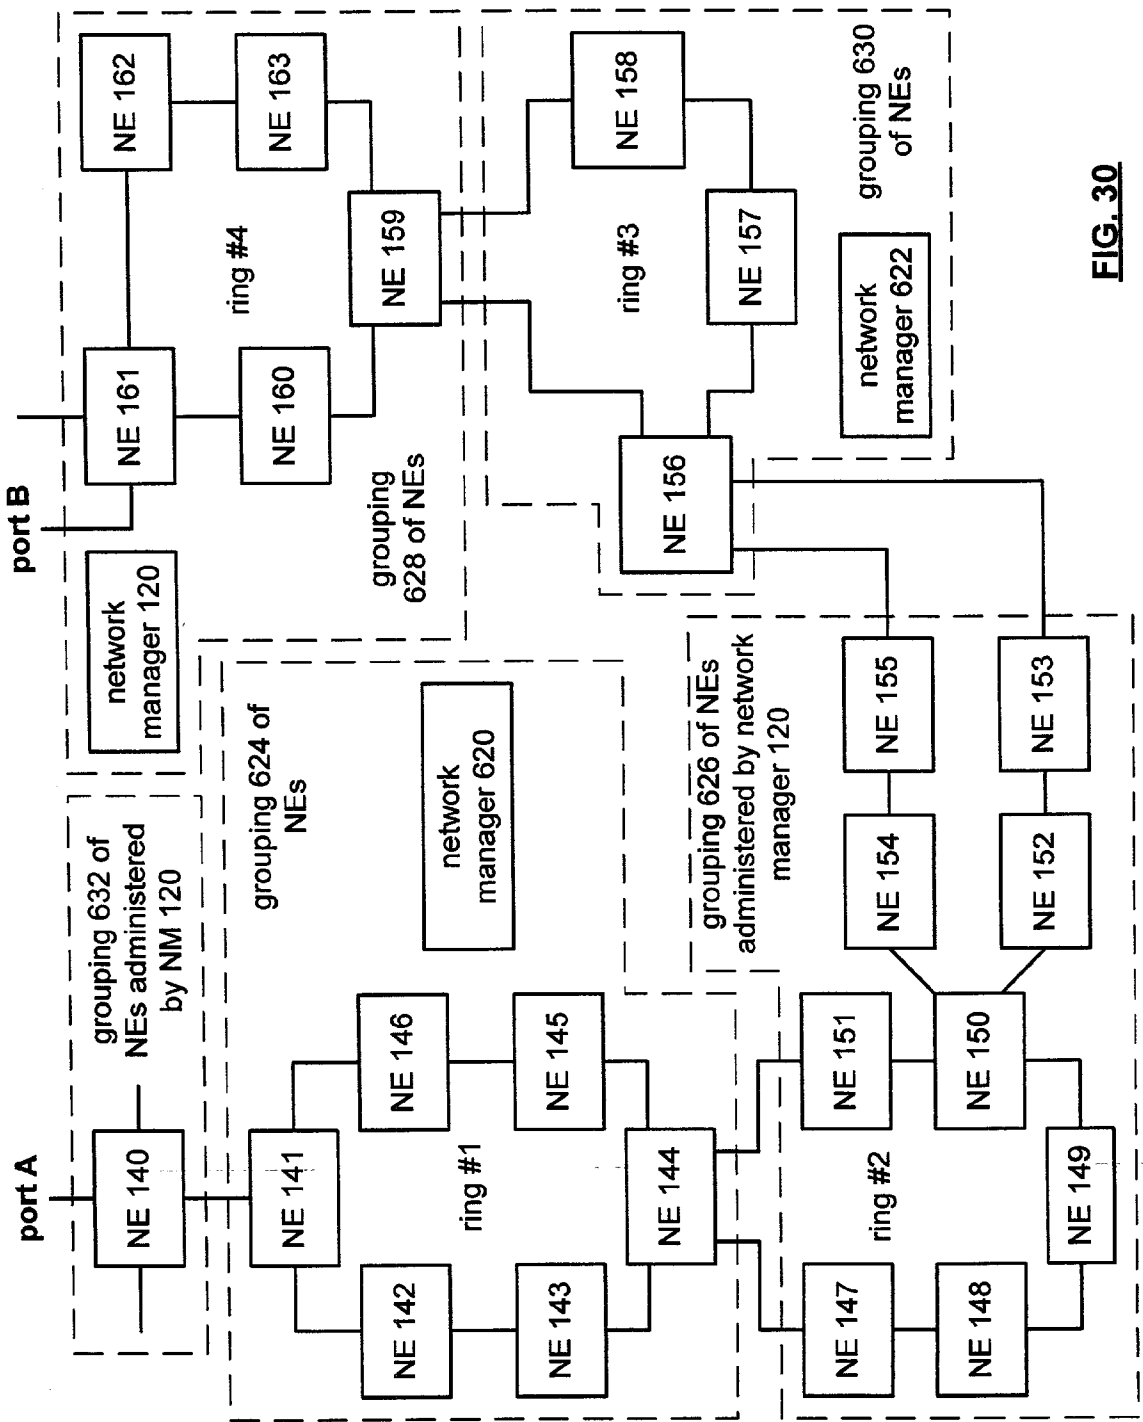 port A
NE 140
grouping 632 of
NEs administered
by NM 120
port B
network
manager 120
NE 161
NE 162
NE 160
ring #4
NE 163
grouping
628 of NEs
NE 159
NE 141
grouping 624 of
NEs
NE 142
NE 146
ring #1
NE 143
NE 145
network
manager 620
NE 144
NE 158
ring #3
NE 156
NE 157
grouping 630
of NEs
network
manager 622
grouping 626 of NEs
administered by network
manager 120
NE 147
NE 151
ring #2
NE 154
NE 155
NE 148
NE 150
NE 152
NE 153
NE 149
FIG. 30